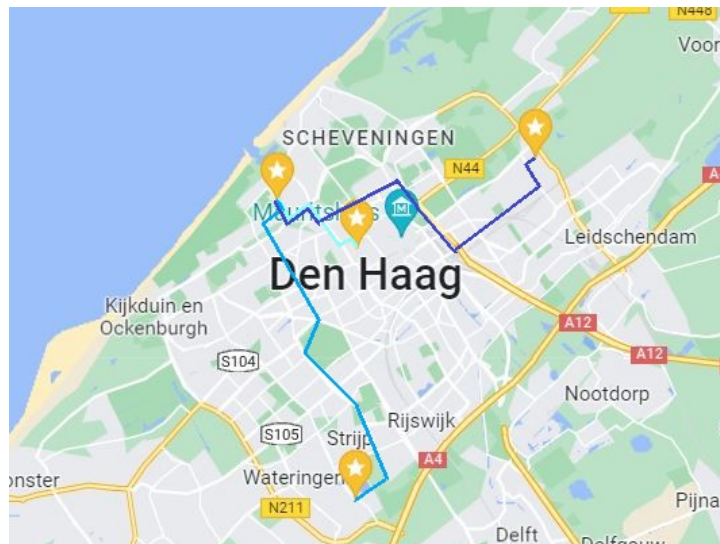 N448
Voor
SCHEVENINGEN
N44
Mauritshuis
Leidschendam
Den Haag
Kijkduin en
Ockenburgh
A12
S104
A12
Nootdorp
Rijswijk
S105
Strijp
A4
Wateringen
onster
N211
Pijna
Delft
Delfgauw